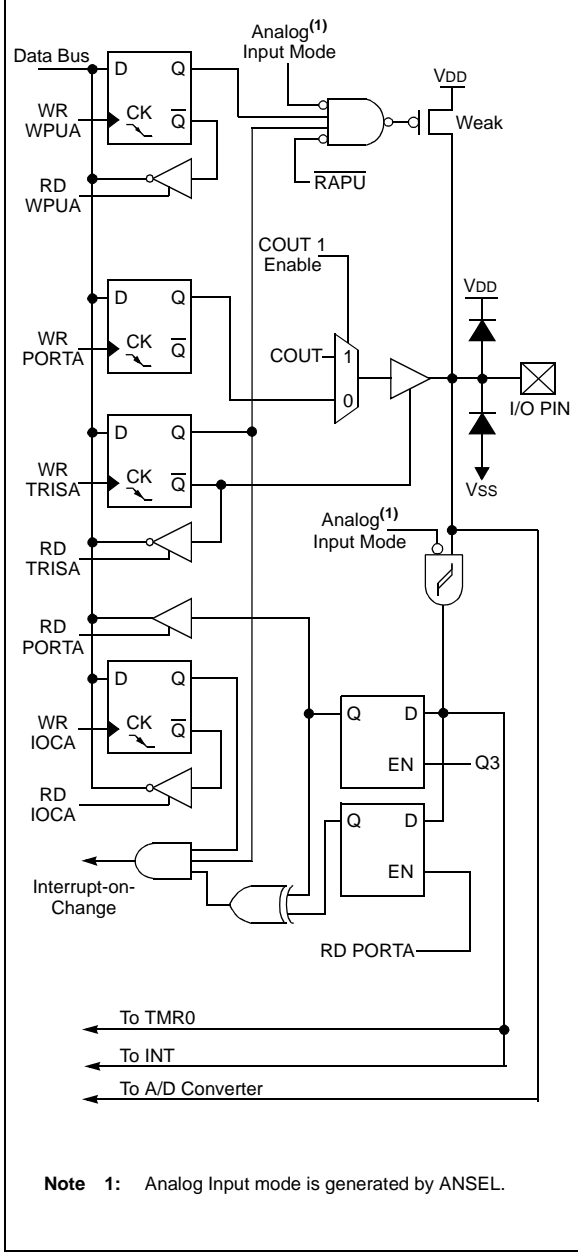 Analog(1)
Input Mode
Data Bus
D Q
VDD
WR
WPUA
CK Q
Weak
RD
WPUA
RAPU
COUT 1
Enable
D Q
VDD
WR
PORTA
CK Q
COUT
1
0
I/O PIN
D Q
WR
TRISA
CK Q
VSS
Analog(1)
Input Mode
RD
TRISA
RD
PORTA
D Q
Q D
WR
IOCA
CK Q
EN
Q3
RD
IOCA
Q D
EN
Interrupt-on-
Change
RD PORTA
To TMR0
To INT
To A/D Converter
Note 1: Analog Input mode is generated by ANSEL.